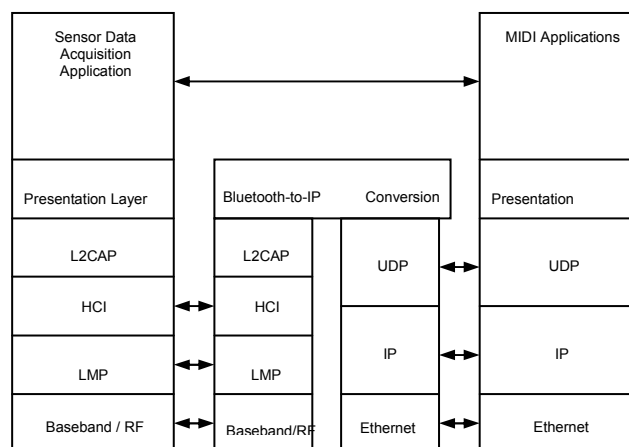 Sensor Data
Acquisition
Application
MIDI Applications
Presentation Layer
Bluetooth-to-IP Conversion
Presentation
L2CAP
L2CAP
UDP
UDP
HCI
HCI
LMP
LMP
IP
IP
Baseband / RF
Baseband/RF
Ethernet
Ethernet